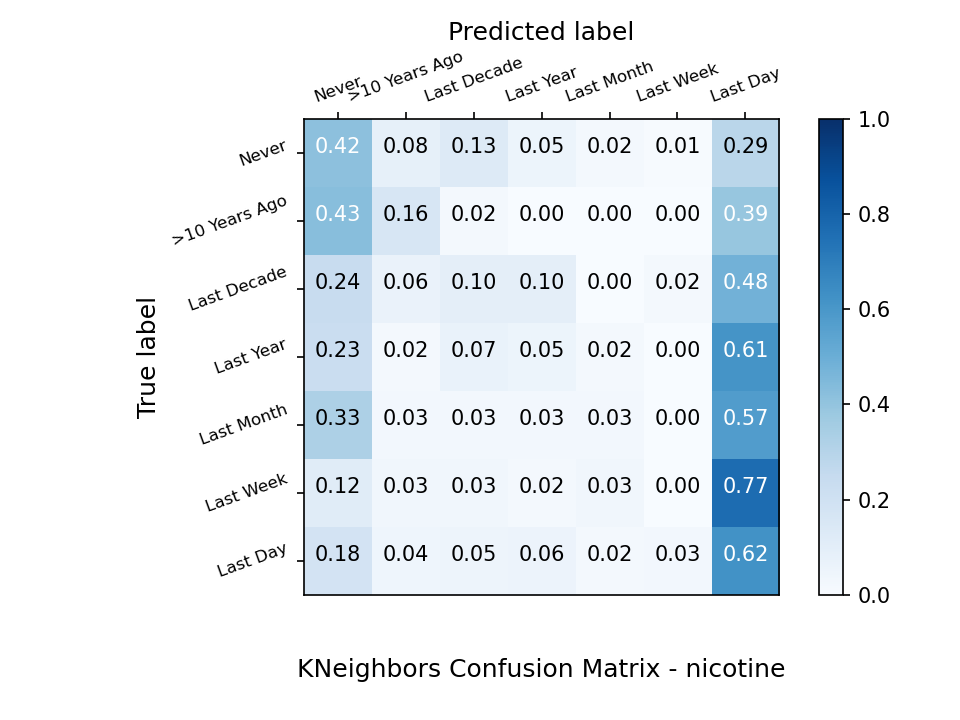 Predicted label
Never >10 Years Ago Last Decade Last Year Last Month Last Week Last Day
1.0
Never 0.42 0.08 0.13 0.05 0.02 0.01 0.29
>10 Years Ago 0.43 0.16 0.02 0.00 0.00 0.00 0.39
0.8
Last Decade 0.24 0.06 0.10 0.10 0.00 0.02 0.48
0.6
True label
Last Year 0.23 0.02 0.07 0.05 0.02 0.00 0.61
0.4
Last Month 0.33 0.03 0.03 0.03 0.03 0.00 0.57
Last Week 0.12 0.03 0.03 0.02 0.03 0.00 0.77
0.2
Last Day 0.18 0.04 0.05 0.06 0.02 0.03 0.62
0.0
KNeighbors Confusion Matrix - nicotine